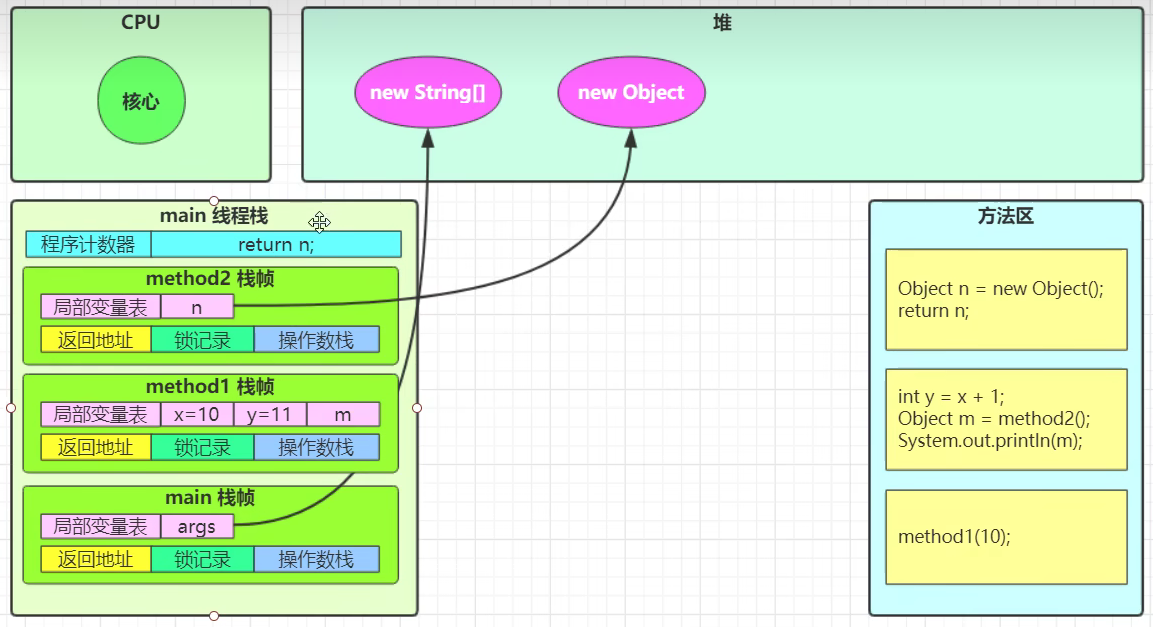 CPU
核心
堆
new String[]
new Object
main 线程栈
程序计数器 return n;
method2 栈帧
局部变量表 n
返回地址 锁记录 操作数栈
method1 栈帧
局部变量表 x=10 y=11 m
返回地址 锁记录 操作数栈
main 栈帧
局部变量表 args
返回地址 锁记录 操作数栈
方法区
Object n = new Object();
return n;
int y = x + 1;
Object m = method2();
System.out.println(m);
method1(10);